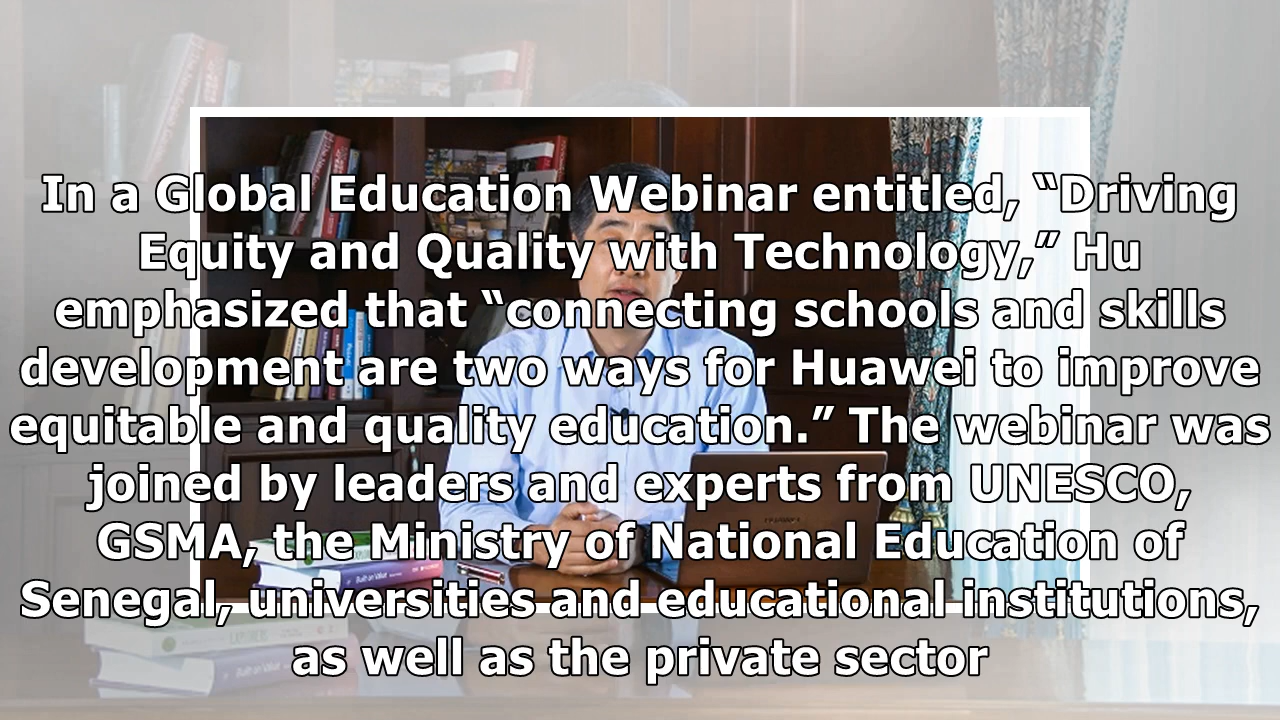 In a Global Education Webinar entitled, “Driving
Equity and Quality with Technology,” Hu
emphasized that “connecting schools and skills
development are two ways for Huawei to improve
equitable and quality education.” The webinar was
joined by leaders and experts from UNESCO,
GSMA, the Ministry of National Education of
Senegal, universities and educational institutions,
as well as the private sector
Built on Value